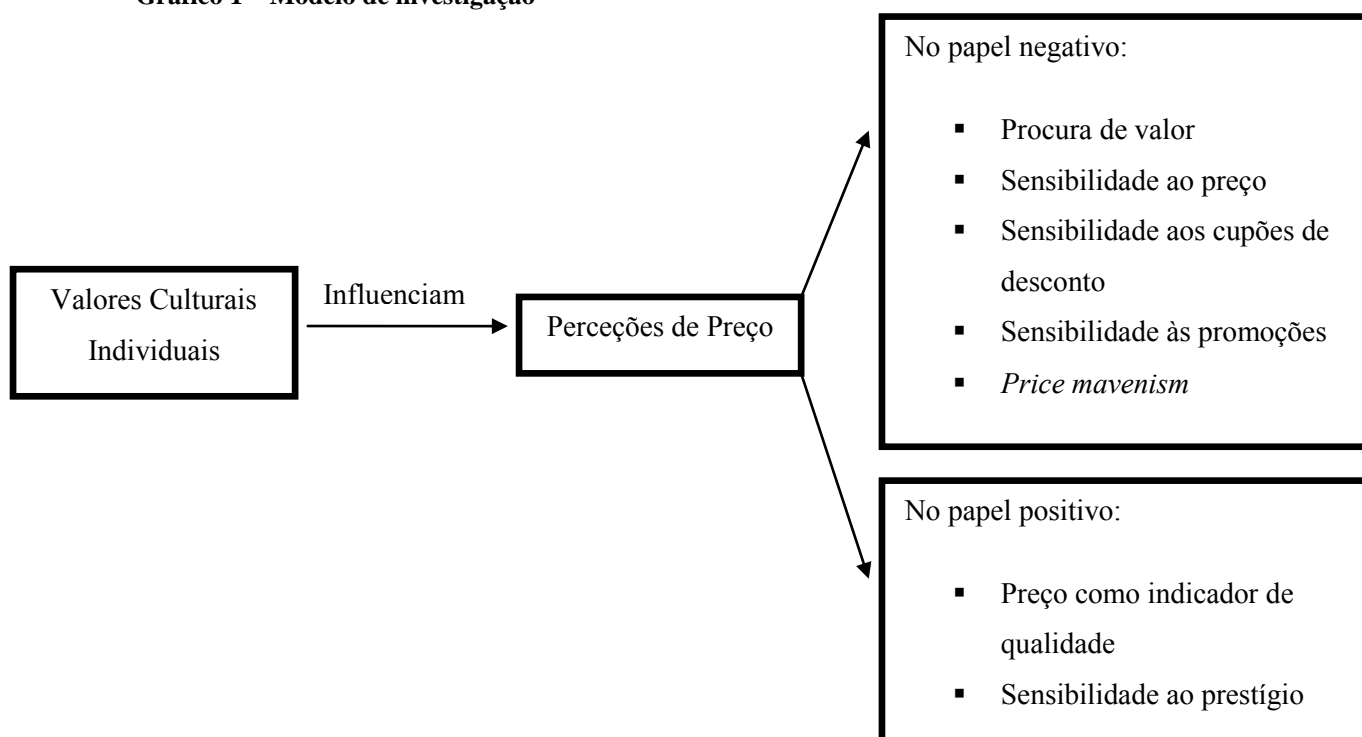 Gráfico 1 – Modelo de investigação
No papel negativo:
▪ Procura de valor
▪ Sensibilidade ao preço
▪ Sensibilidade aos cupões de
desconto
▪ Sensibilidade às promoções
▪ Price mavenism
Valores Culturais
Individuais
Influenciam
Perceções de Preço
No papel positivo:
▪ Preço como indicador de
qualidade
▪ Sensibilidade ao prestígio